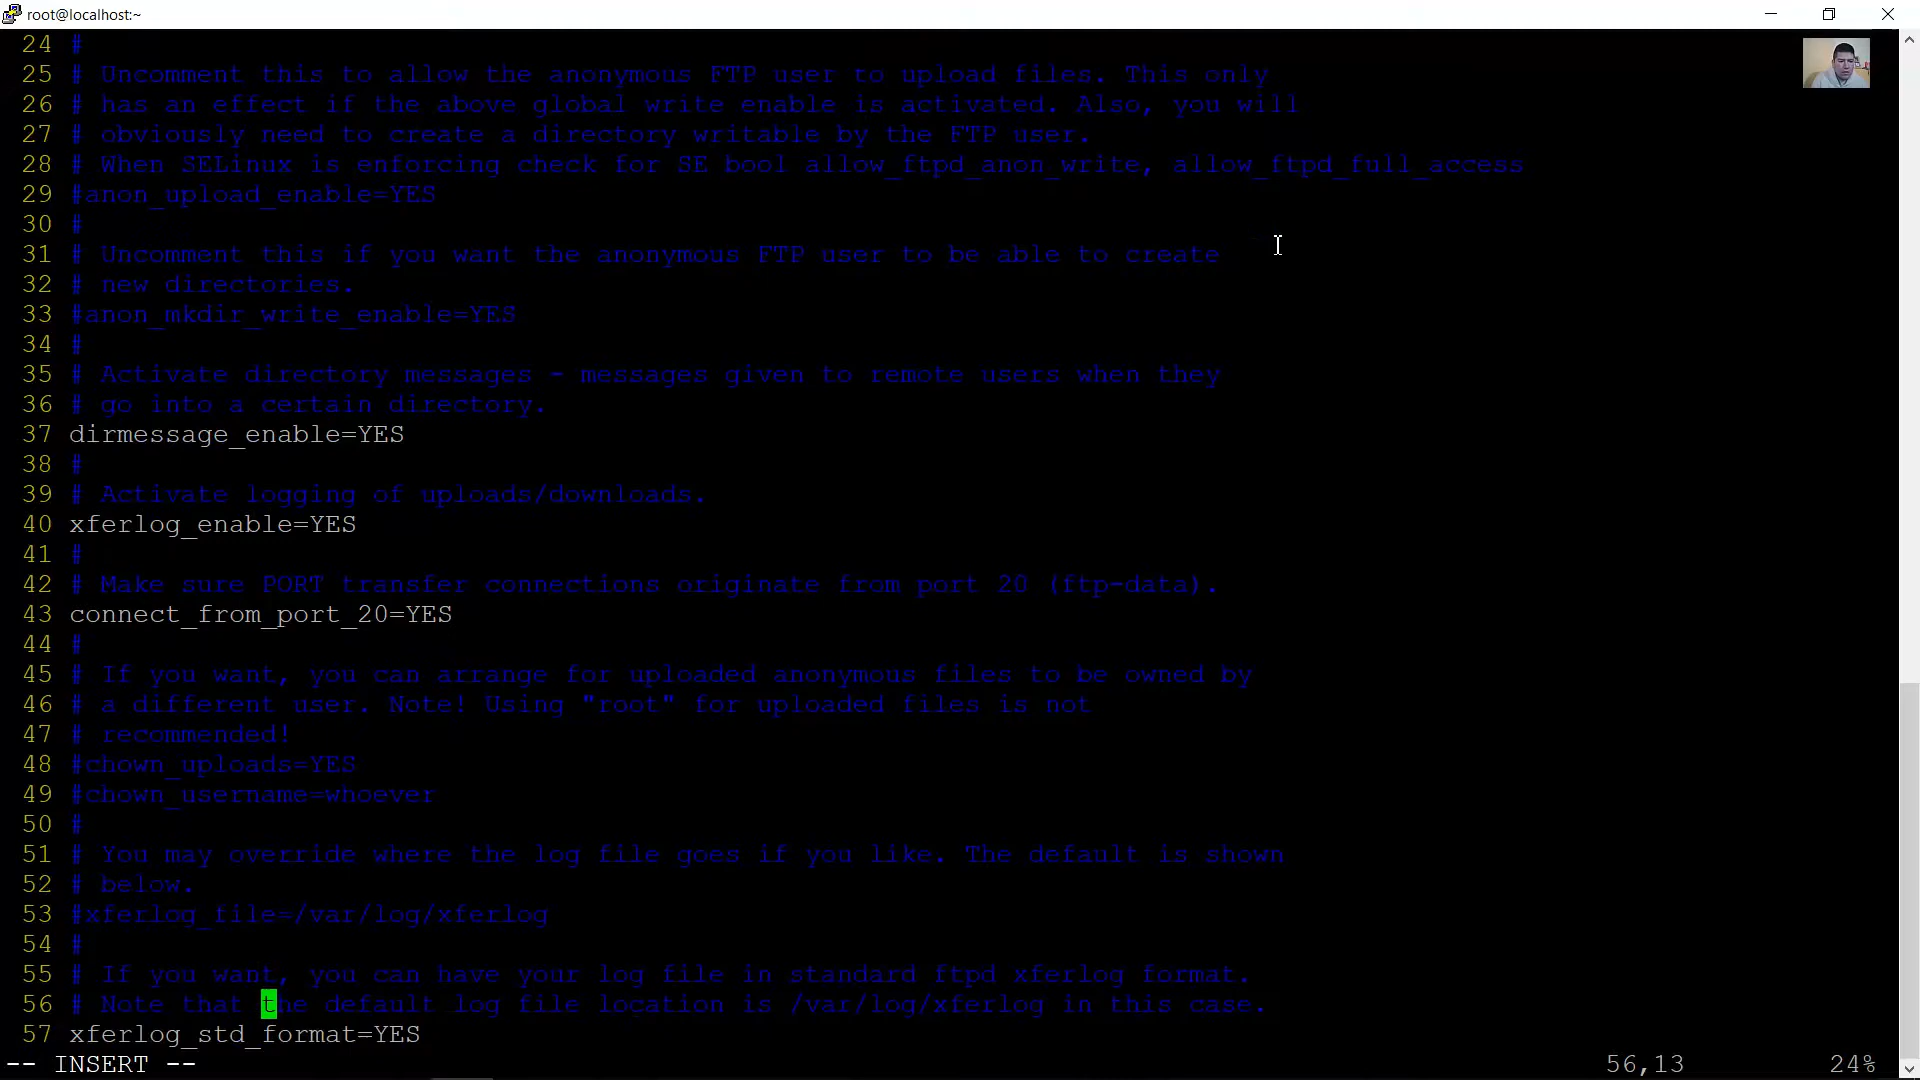 root@localhost:~
24 #
25 # Uncomment this to allow the anonymous FTP user to upload files. This only
26 # has an effect if the above global write enable is activated. Also, you will
27 # obviously need to create a directory writable by the FTP user.
28 # When SELinux is enforcing check for SE bool allow_ftpd_anon_write, allow_ftpd_full_access
29 #anon_upload_enable=YES
30 #
31 # Uncomment this if you want the anonymous FTP user to be able to create
32 # new directories.
33 #anon_mkdir_write_enable=YES
34 #
35 # Activate directory messages - messages given to remote users when they
36 # go into a certain directory.
37 dirmessage_enable=YES
38 #
39 # Activate logging of uploads/downloads.
40 xferlog_enable=YES
41 #
42 # Make sure PORT transfer connections originate from port 20 (ftp-data).
43 connect_from_port_20=YES
44 #
45 # If you want, you can arrange for uploaded anonymous files to be owned by
46 # a different user. Note! Using "root" for uploaded files is not
47 # recommended!
48 #chown_uploads=YES
49 #chown_username=whoever
50 #
51 # You may override where the log file goes if you like. The default is shown
52 # below.
53 #xferlog_file=/var/log/xferlog
54 #
55 # If you want, you can have your log file in standard ftpd xferlog format.
56 # Note that the default log file location is /var/log/xferlog in this case.
57 xferlog_std_format=YES
-- INSERT -- 56,13 24%